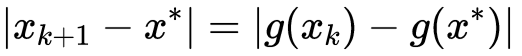 |x_{k+1} − x^*| = |g(x_k) − g(x^*)|